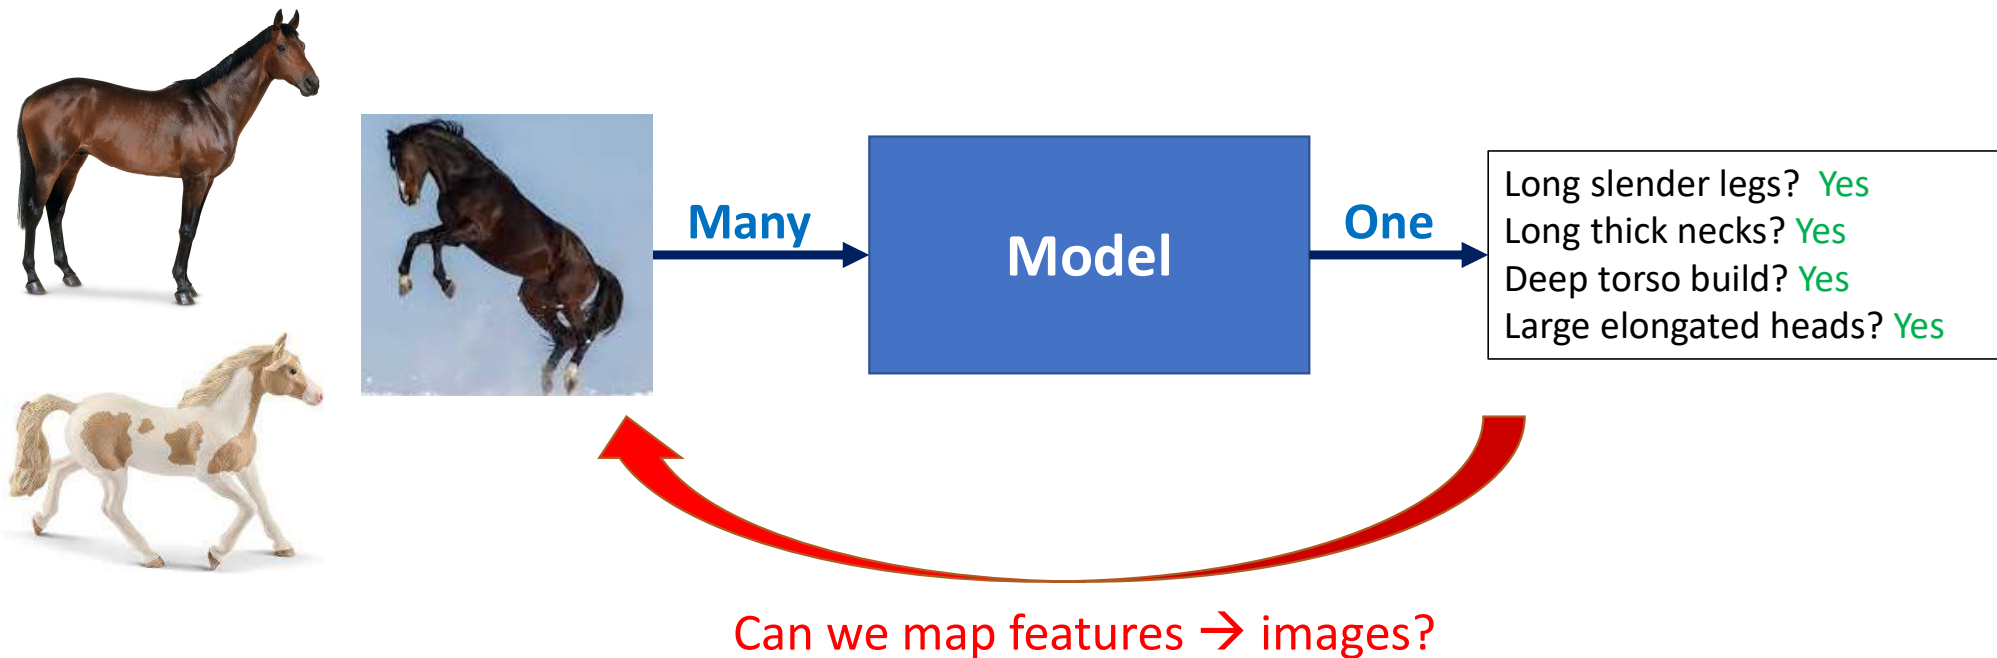 Many
Model
One
Long slender legs? Yes
Long thick necks? Yes
Deep torso build? Yes
Large elongated heads? Yes
Can we map features → images?